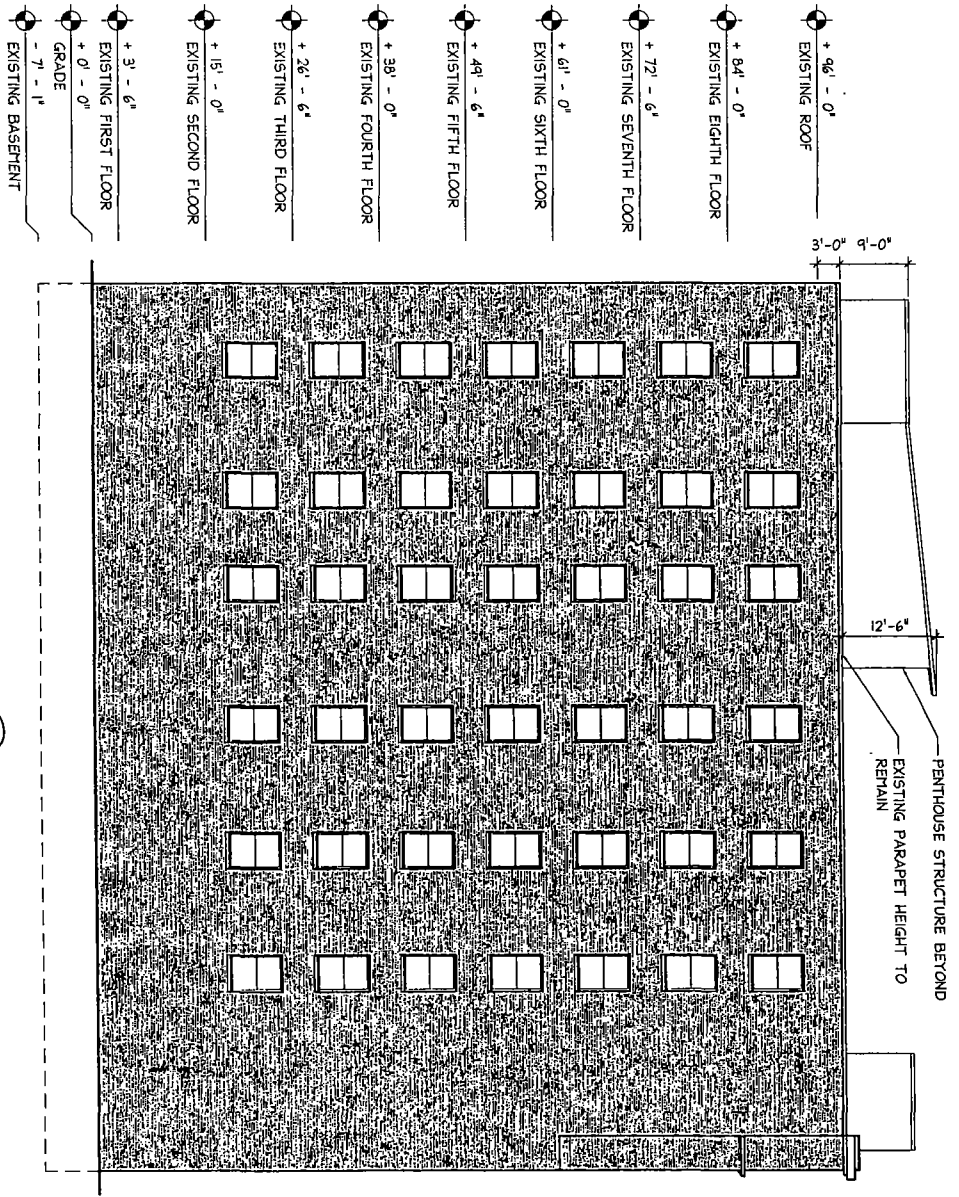 + 96' - 0"
EXISTING ROOF
+ 84' - 0"
EXISTING EIGHTH FLOOR
+ 72' - 6"
EXISTING SEVENTH FLOOR
+ 61' - 0"
EXISTING SIXTH FLOOR
+ 49' - 6"
EXISTING FIFTH FLOOR
+ 38' - 0"
EXISTING FOURTH FLOOR
+ 26' - 6"
EXISTING THIRD FLOOR
+ 15' - 0"
EXISTING SECOND FLOOR
+ 3' - 6"
EXISTING FIRST FLOOR
+ 0' - 0"
GRADE
- 7' - 1"
EXISTING BASEMENT
9'-0"
3'-0"
12'-6"
PENTHOUSE STRUCTURE BEYOND
EXISTING PARAPET HEIGHT TO
REMAIN